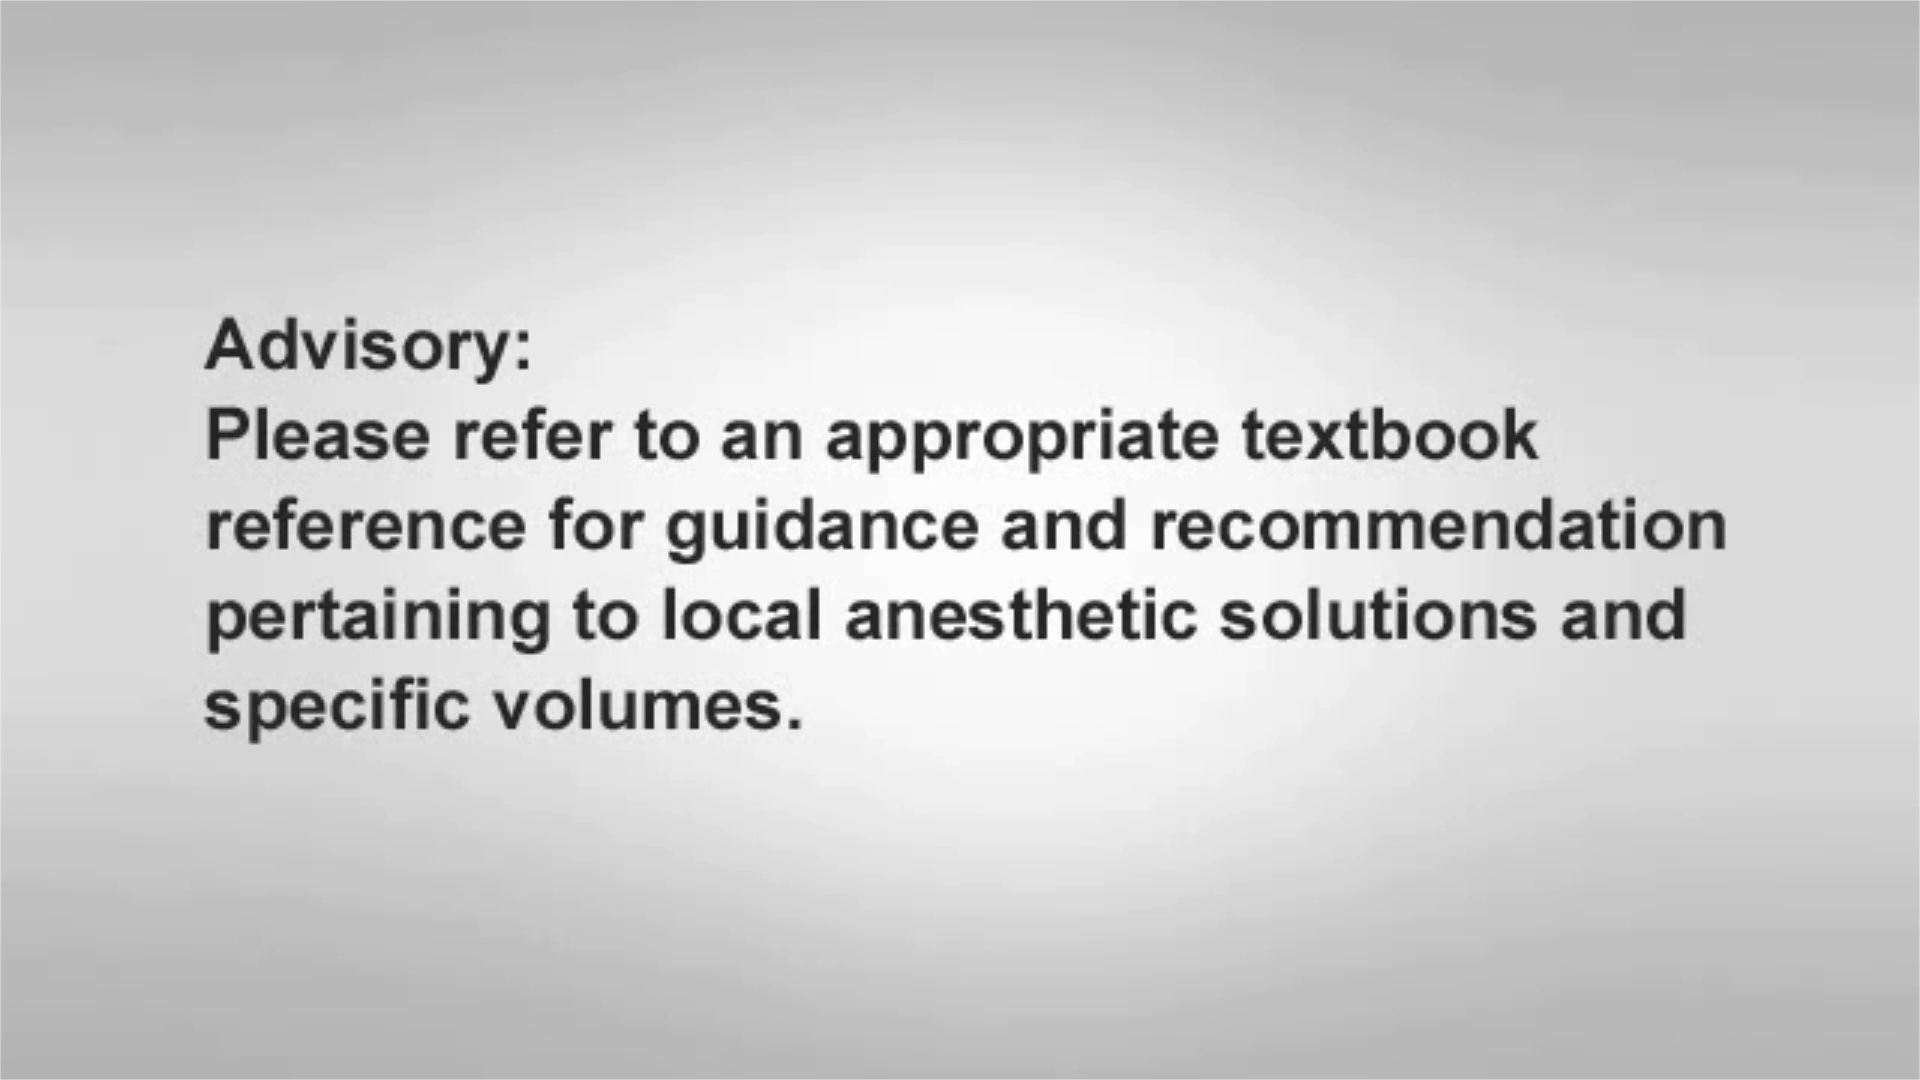 Advisory:
Please refer to an appropriate textbook
reference for guidance and recommendation
pertaining to local anesthetic solutions and
specific volumes.